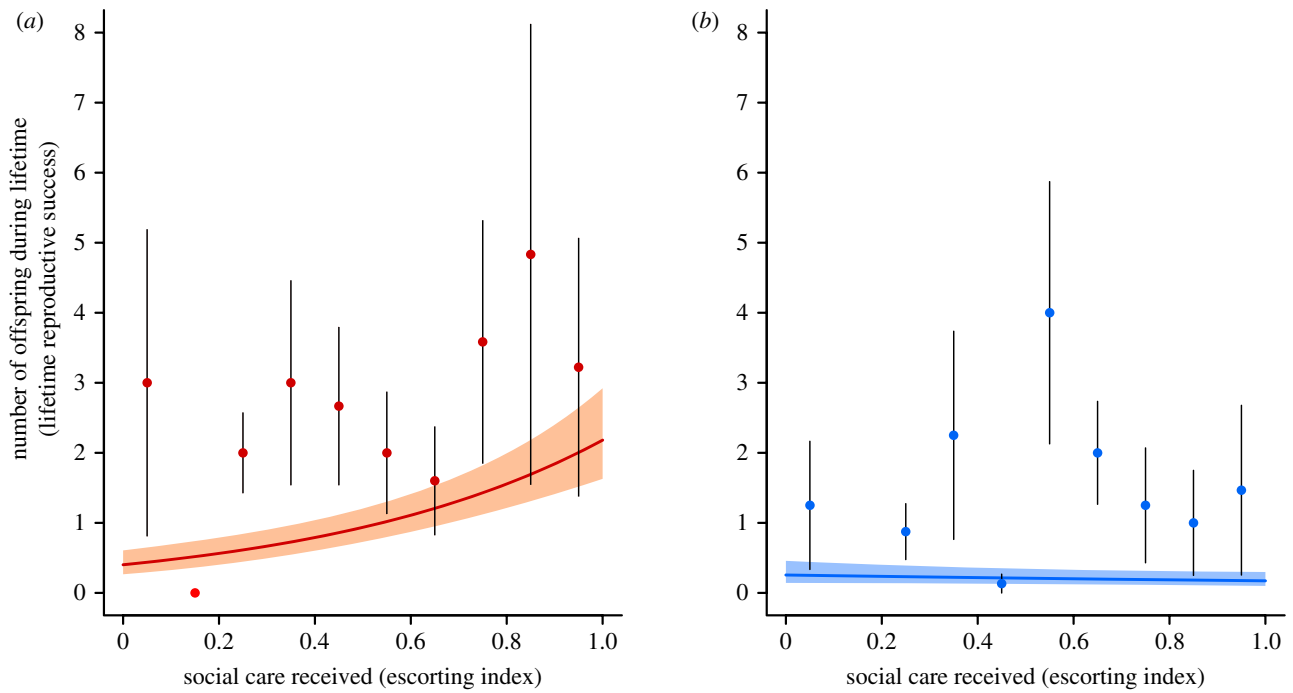 (a)
number of offspring during lifetime
(lifetime reproductive success)
8
7
6
5
4
3
2
1
0
0 0.2 0.4 0.6 0.8 1.0
social care received (escorting index)
(b)
8
7
6
5
4
3
2
1
0
0 0.2 0.4 0.6 0.8 1.0
social care received (escorting index)